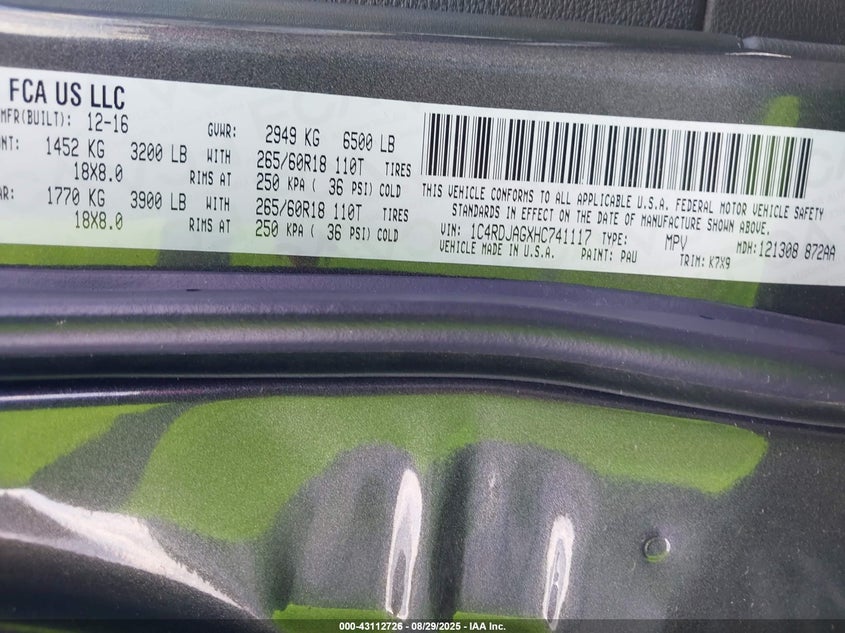 FCA US LLC
MFR(BUILT): 12-16 GVWR: 2949 KG 6500 LB
NT: 1452 KG 3200 LB WITH 265/60R18 110T TIRES
18X8.0 RIMS AT 250 KPA ( 36 PSI) COLD
AR: 1770 KG 3900 LB WITH 265/60R18 110T TIRES
18X8.0 RIMS AT 250 KPA ( 36 PSI) COLD
THIS VEHICLE CONFORMS TO ALL APPLICABLE U.S.A. FEDERAL MOTOR VEHICLE SAFETY
STANDARDS IN EFFECT ON THE DATE OF MANUFACTURE SHOWN ABOVE.
VIN: 1C4RDJAGXHC741117 TYPE: MPV MDH: 121308 872AA
VEHICLE MADE IN U.S.A. PAINT: PAU TRIM: K7X9
000-43112726 - 08/29/2025 - IAA Inc.